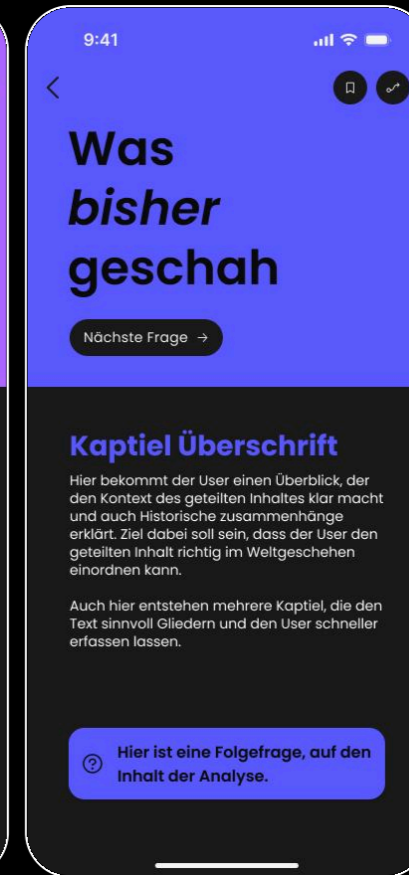 9:41
Was
bisher
geschah
Nächste Frage →
Kaptiel Überschrift
Hier bekommt der User einen Überblick, der
den Kontext des geteilten Inhaltes klar macht
und auch Historische zusammenhänge
erklärt. Ziel dabei soll sein, dass der User den
geteilten Inhalt richtig im Weltgeschehen
einordnen kann.
Auch hier entstehen mehrere Kaptiel, die den
Text sinnvoll Gliedern und den User schneller
erfassen lassen.
Hier ist eine Folgefrage, auf den
Inhalt der Analyse.